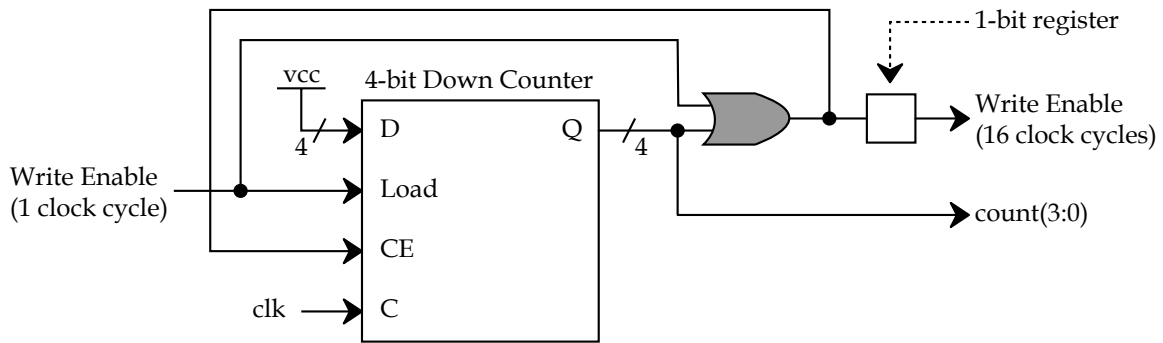 1-bit register
vcc
4-bit Down Counter
D
Q
4
4
Write Enable
(16 clock cycles)
Write Enable
(1 clock cycle)
Load
count(3:0)
CE
clk
C